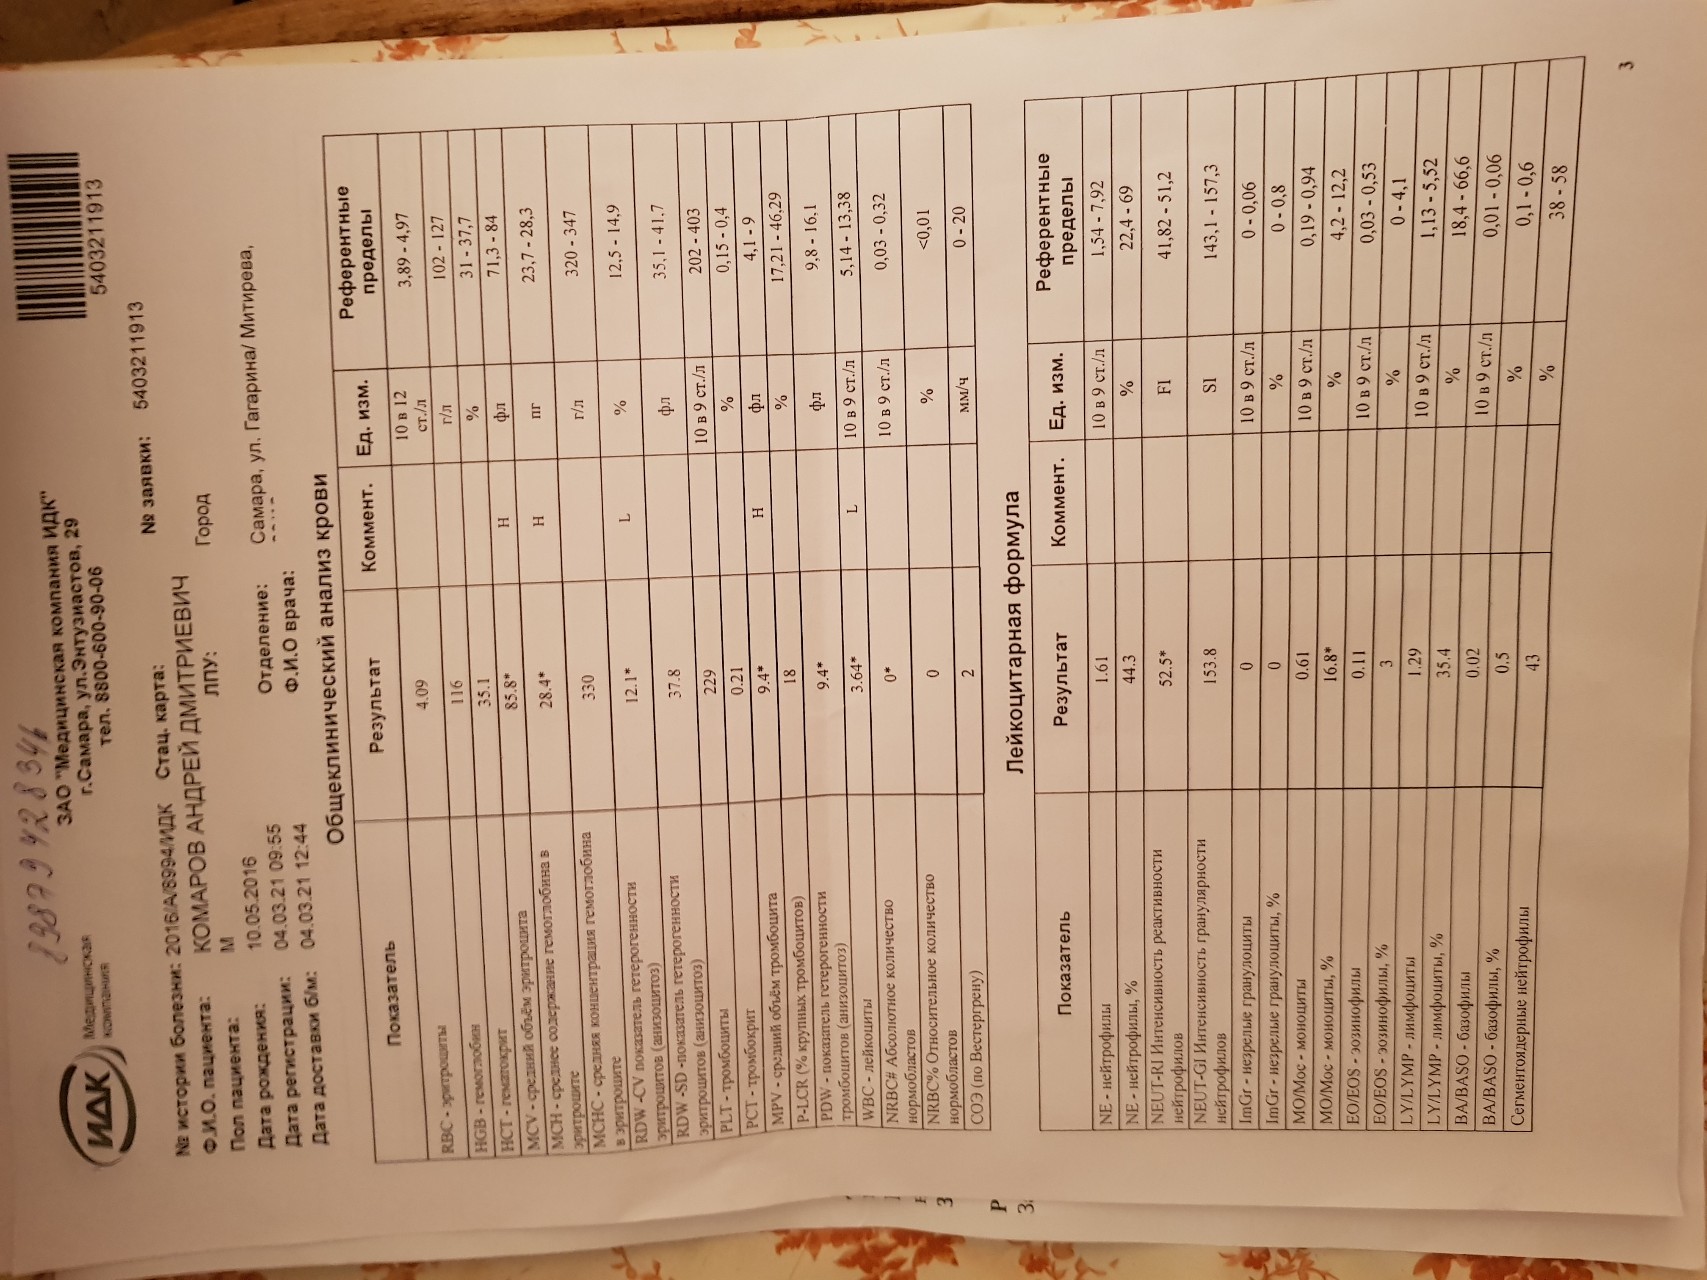 89879428346
ЗАО "Медицинская компания ИДК"
г.Самара, ул.Энтузиастов, 29
тел. 8800-600-90-06
ИДК Медицинская
компания
5403211913
№ истории болезни: 2016/А/8994/ИДК Стац. карта: № заявки: 5403211913
Ф.И.О. пациента: КОМАРОВ АНДРЕЙ ДМИТРИЕВИЧ
Пол пациента: М ЛПУ: Город
Дата рождения: 10.05.2016
Дата регистрации: 04.03.21 09:55 Отделение: Самара, ул. Гагарина/ Митирева,
Дата доставки б/м: 04.03.21 12:44 Ф.И.О врача:
Общеклинический анализ крови
Показатель Результат Коммент. Ед. изм. Референтные
пределы
RBC - эритроциты 4.09 10 в 12
ст./л 3,89 - 4,97
HGB - гемоглобин 116 г/л 102 - 127
HCT - гематокрит 35.1 % 31 - 37,7
MCV - средний объём эритроцита 85.8* H фл 71,3 - 84
MCH - среднее содержание гемоглобина в
эритроците 28.4* H пг 23,7 - 28,3
MCHC - средняя концентрация гемоглобина
в эритроците 330 г/л 320 - 347
RDW -CV показатель гетерогенности
эритроцитов (анизоцитоз) 12.1* L % 12,5 - 14,9
RDW -SD -показатель гетерогенности
эритроцитов (анизоцитоз) 37.8 фл 35,1 - 41,7
PLT - тромбоциты 229 10 в 9 ст./л 202 - 403
PCT - тромбокрит 0.21 % 0,15 - 0,4
MPV - средний объём тромбоцита 9.4* H фл 4,1 - 9
P-LCR (% крупных тромбоцитов) 18 % 17,21 - 46,29
PDW - показатель гетерогенности
тромбоцитов (анизоцитоз) 9.4* фл 9,8 - 16,1
WBC - лейкоциты 3.64* L 10 в 9 ст./л 5,14 - 13,38
NRBC# Абсолютное количество
нормобластов 0* 10 в 9 ст./л 0,03 - 0,32
NRBC% Относительное количество
нормобластов 0 % <0,01
СОЭ (по Вестергрену) 2 мм/ч 0 - 20
Лейкоцитарная формула
Показатель Результат Коммент. Ед. изм. Референтные
пределы
NE - нейтрофилы 1.61 10 в 9 ст./л 1,54 - 7,92
NE - нейтрофилы, % 44.3 % 22,4 - 69
NEUT-RI Интенсивность реактивности
нейтрофилов 52.5* FI 41,82 - 51,2
NEUT-GI Интенсивность гранулярности
нейтрофилов 153.8 SI 143,1 - 157,3
ImGr - незрелые гранулоциты 0 10 в 9 ст./л 0 - 0,06
ImGr - незрелые гранулоциты, % 0 % 0 - 0,8
MO/Moc - моноциты 0.61 10 в 9 ст./л 0,19 - 0,94
MO/Moc - моноциты, % 16.8* % 4,2 - 12,2
EO/EOS - эозинофилы 0.11 10 в 9 ст./л 0,03 - 0,53
EO/EOS - эозинофилы, % 3 % 0 - 4,1
LY/LYMP - лимфоциты 1.29 10 в 9 ст./л 1,13 - 5,52
LY/LYMP - лимфоциты, % 35.4 % 18,4 - 66,6
BA/BASO - базофилы 0.02 10 в 9 ст./л 0,01 - 0,06
BA/BASO - базофилы, % 0.5 % 0,1 - 0,6
Сегментоядерные нейтрофилы 43 % 38 - 58
3